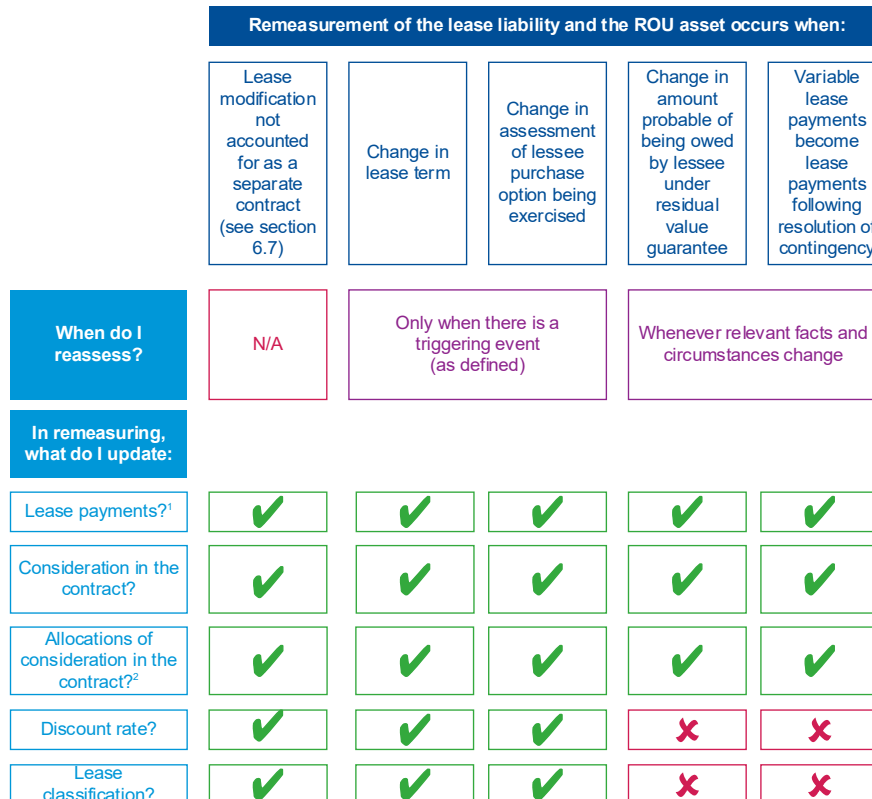 Remeasurement of the lease liability and the ROU asset occurs when:
Lease
modification
not
accounted
for as a
separate
contract
(see section
6.7)
Change in
lease term
Change in
assessment
of lessee
purchase
option being
exercised
Change in
amount
probable of
being owed
by lessee
under
residual
value
guarantee
Variable
lease
payments
become
lease
payments
following
resolution of
contingency
When do I
reassess?
N/A
Only when there is a
triggering event
(as defined)
Whenever relevant facts and
circumstances change
In remeasuring,
what do I update:
Lease payments?¹
✔ ✔ ✔ ✔ ✔
Consideration in the
contract?
✔ ✔ ✔ ✔ ✔
Allocations of
consideration in the
contract?²
✔ ✔ ✔ ✔ ✔
Discount rate?
✔ ✔ ✔ ✘ ✘
Lease
classification?
✔ ✔ ✔ ✘ ✘